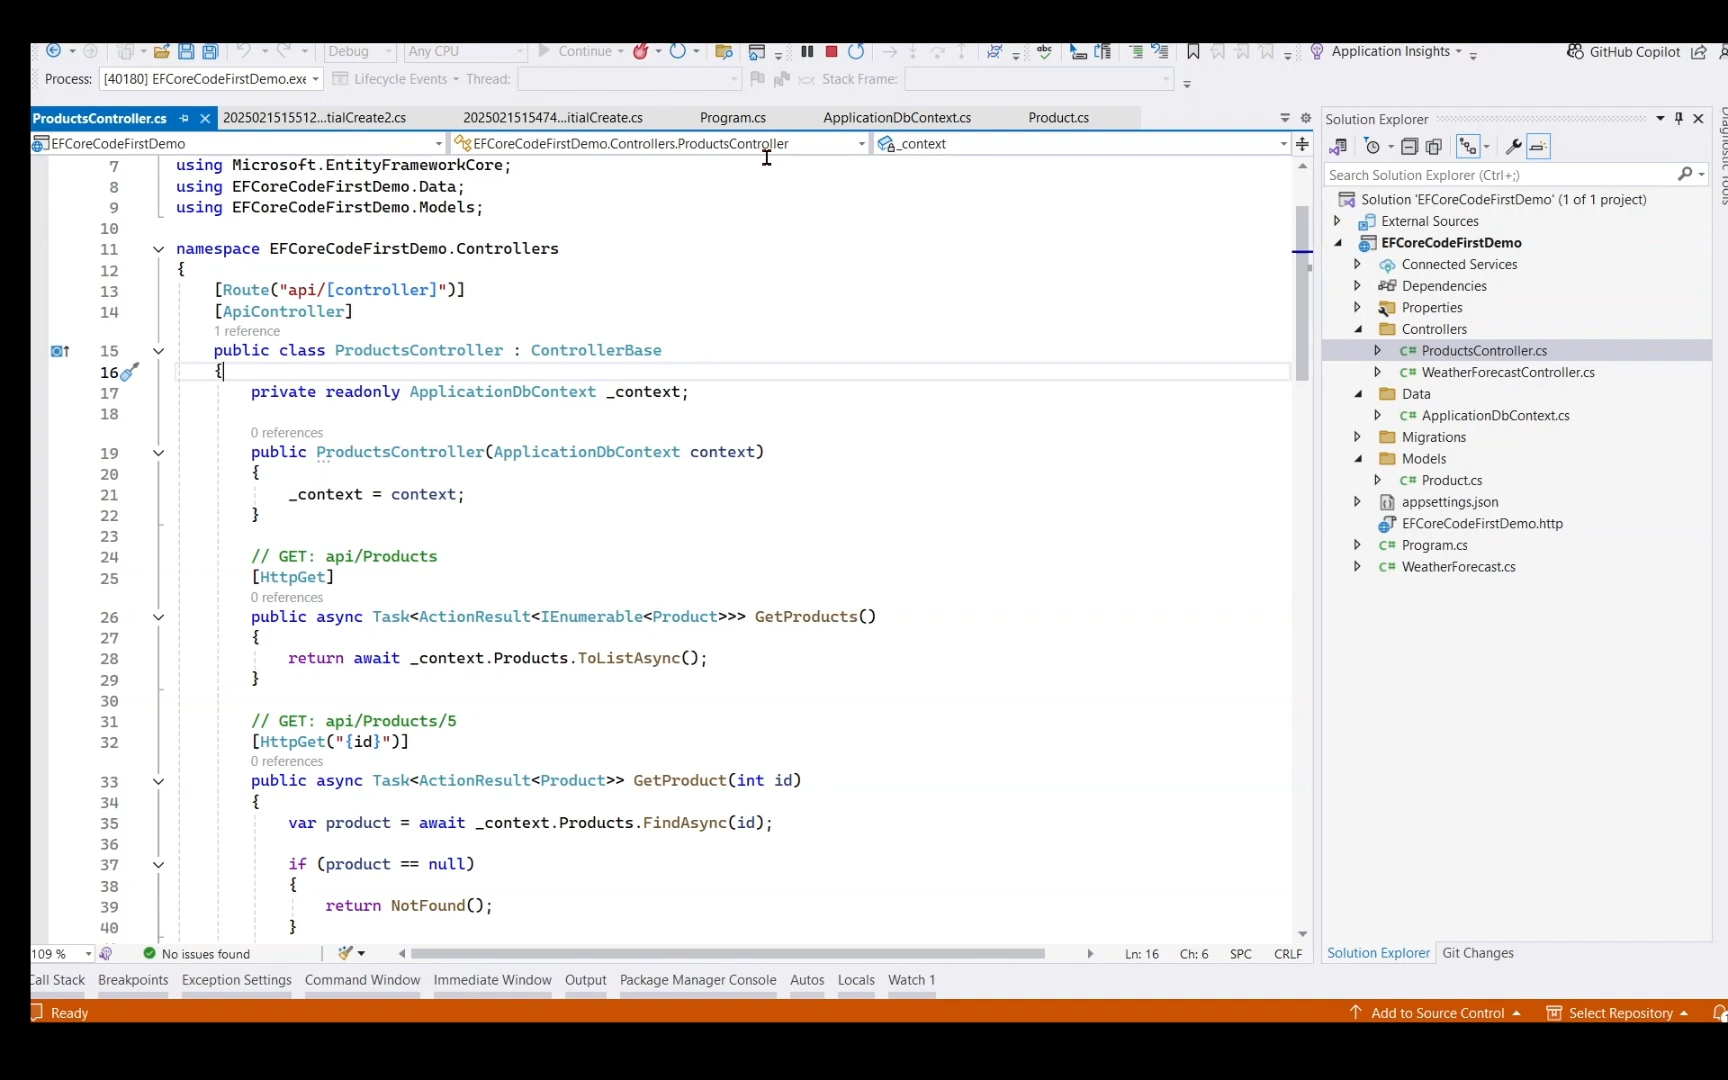 Debug Any CPU Continue Application Insights GitHub Copilot
Process: [40180] EFCoreCodeFirstDemo.exe Lifecycle Events Thread: Stack Frame:
ProductsController.cs 2025021515512...tialCreate2.cs 2025021515474...itialCreate.cs Program.cs ApplicationDbContext.cs Product.cs
EFCoreCodeFirstDemo EFCoreCodeFirstDemo.Controllers.ProductsController _context
7 using Microsoft.EntityFrameworkCore;
8 using EFCoreCodeFirstDemo.Data;
9 using EFCoreCodeFirstDemo.Models;
10
11 namespace EFCoreCodeFirstDemo.Controllers
12 {
13 [Route("api/[controller]")]
14 [ApiController]
1 reference
15 public class ProductsController : ControllerBase
16 {
17 private readonly ApplicationDbContext _context;
18
0 references
19 public ProductsController(ApplicationDbContext context)
20 {
21 _context = context;
22 }
23
24 // GET: api/Products
25 [HttpGet]
0 references
26 public async Task<ActionResult<IEnumerable<Product>>> GetProducts()
27 {
28 return await _context.Products.ToListAsync();
29 }
30
31 // GET: api/Products/5
32 [HttpGet("{id}")]
0 references
33 public async Task<ActionResult<Product>> GetProduct(int id)
34 {
35 var product = await _context.Products.FindAsync(id);
36
37 if (product == null)
38 {
39 return NotFound();
40 }
109 % No issues found Ln: 16 Ch: 6 SPC CRLF
Solution Explorer
Search Solution Explorer (Ctrl+;)
Solution 'EFCoreCodeFirstDemo' (1 of 1 project)
External Sources
EFCoreCodeFirstDemo
Connected Services
Dependencies
Properties
Controllers
C# ProductsController.cs
C# WeatherForecastController.cs
Data
C# ApplicationDbContext.cs
Migrations
Models
C# Product.cs
appsettings.json
EFCoreCodeFirstDemo.http
C# Program.cs
C# WeatherForecast.cs
Solution Explorer Git Changes
Call Stack Breakpoints Exception Settings Command Window Immediate Window Output Package Manager Console Autos Locals Watch 1
Ready Add to Source Control Select Repository